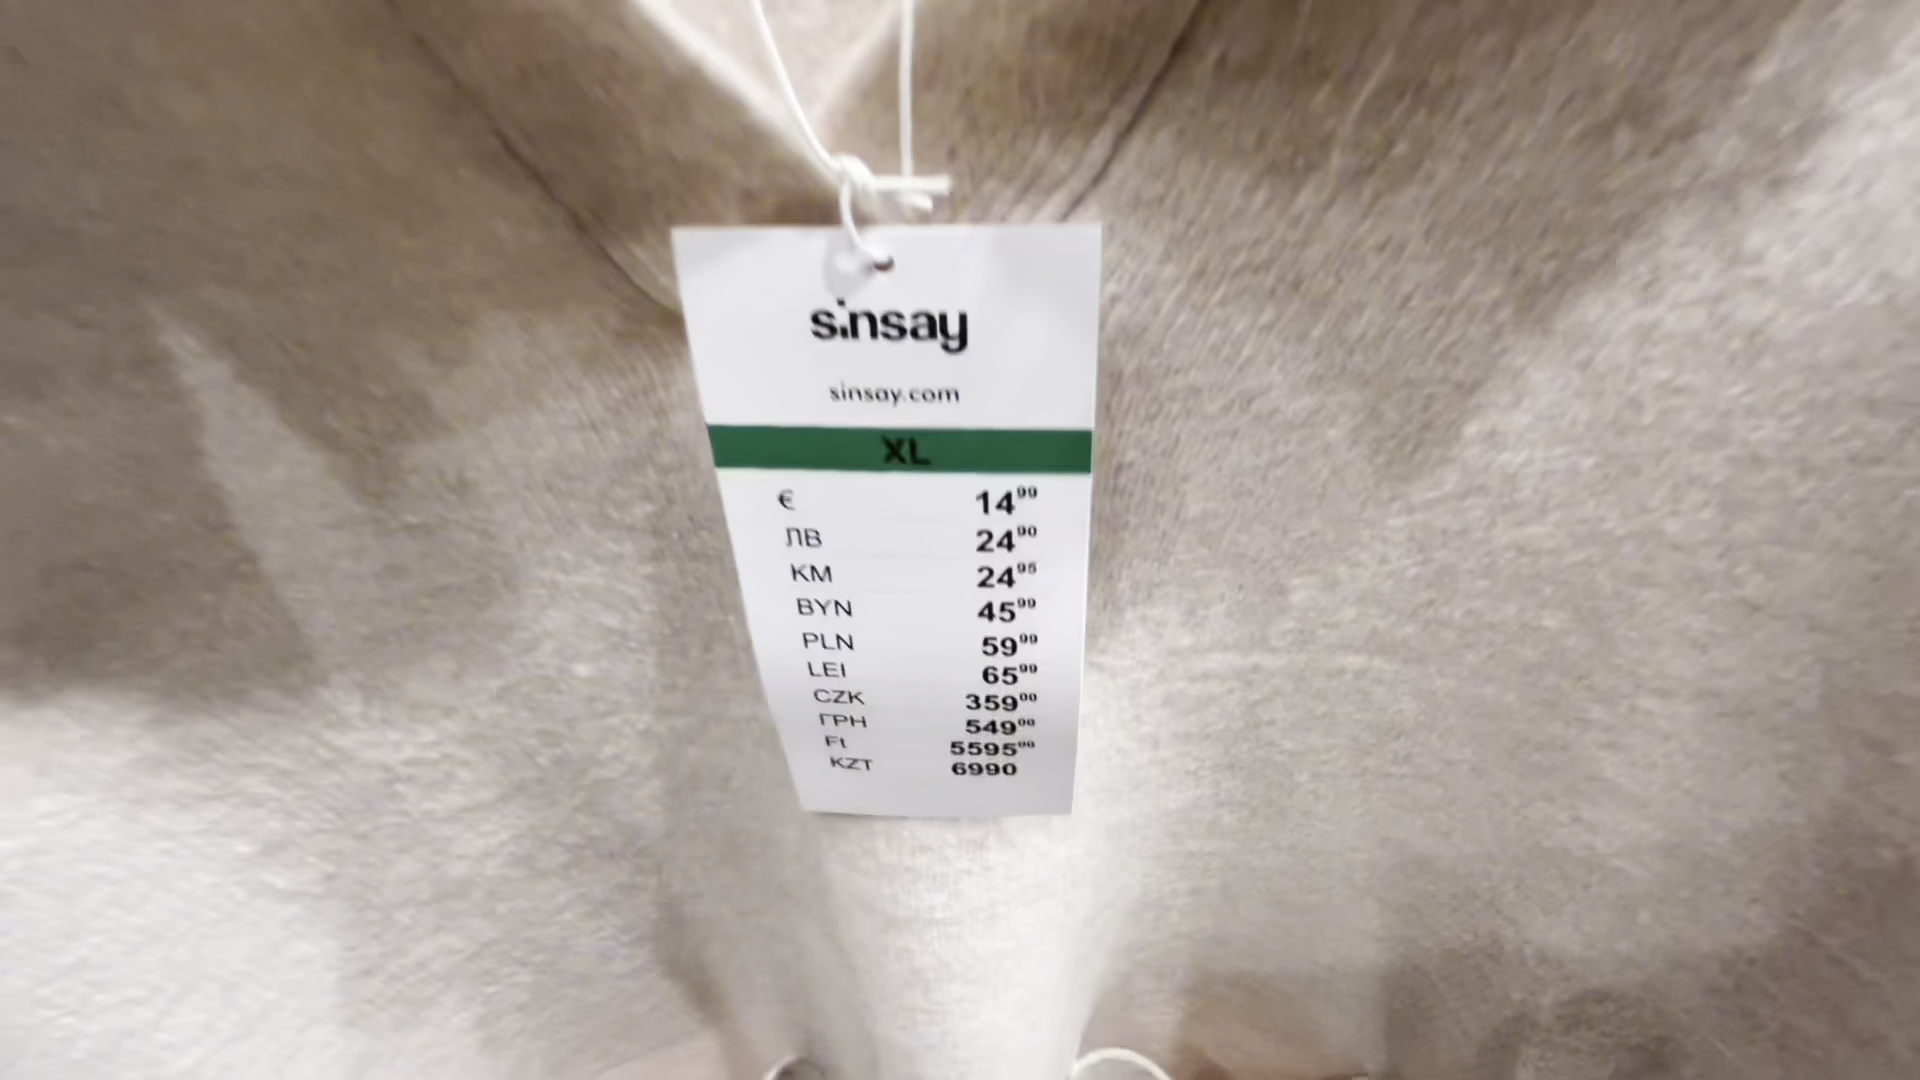 sinsay
sinsay.com
XL
€ 14⁹⁹
ЛВ 24⁹⁰
KM 24⁹⁵
BYN 45⁹⁹
PLN 59⁹⁹
LEI 65⁹⁹
CZK 359⁰⁰
ГРН 549⁰⁰
Ft 5595⁰⁰
KZT 6990